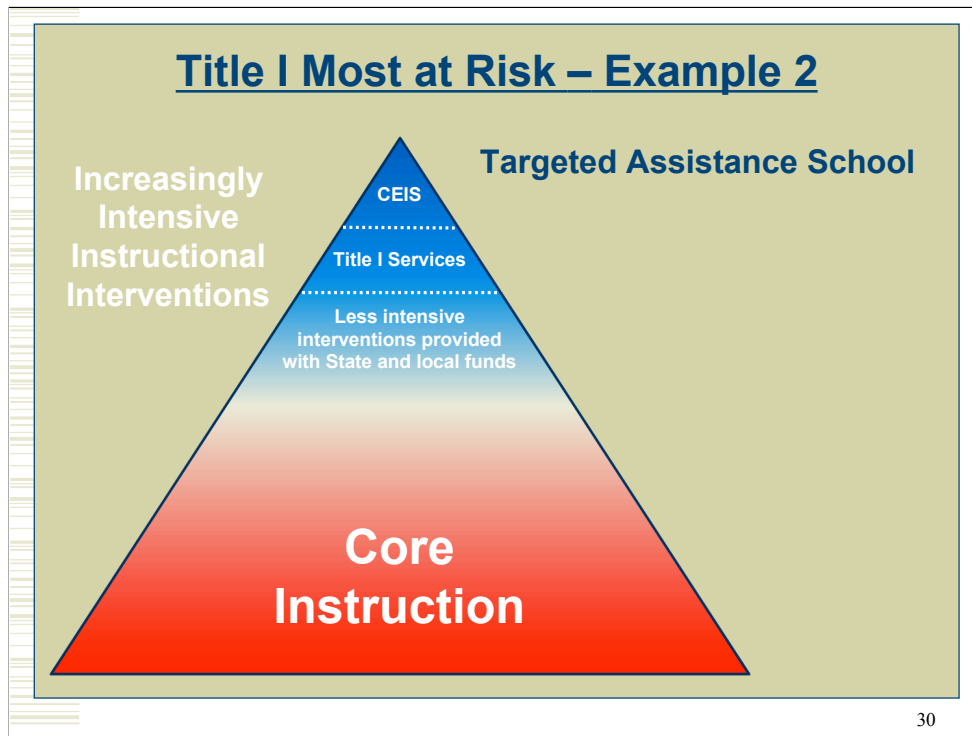 Title I Most at Risk – Example 2
Targeted Assistance School
Increasingly
Intensive
Instructional
Interventions
CEIS
Title I Services
Less intensive
interventions provided
with State and local funds
Core
Instruction
30